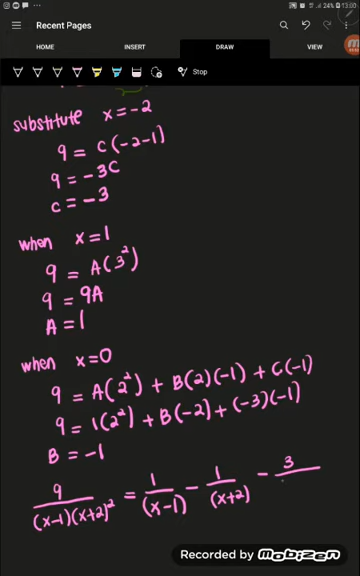 13:00
Recent Pages
HOME INSERT DRAW VIEW
Stop
substitute x=-2
9 = C(-2-1)
9 = -3C
C = -3
when x=1
9 = A(3²)
9 = 9A
A = 1
when x=0
9 = A(2²) + B(2)(-1) + C(-1)
9 = 1(2²) + B(-2) + (-3)(-1)
B = -1
9/(x-1)(x+2)² = 1/(x-1) - 1/(x+2) - 3/
Recorded by mobizen